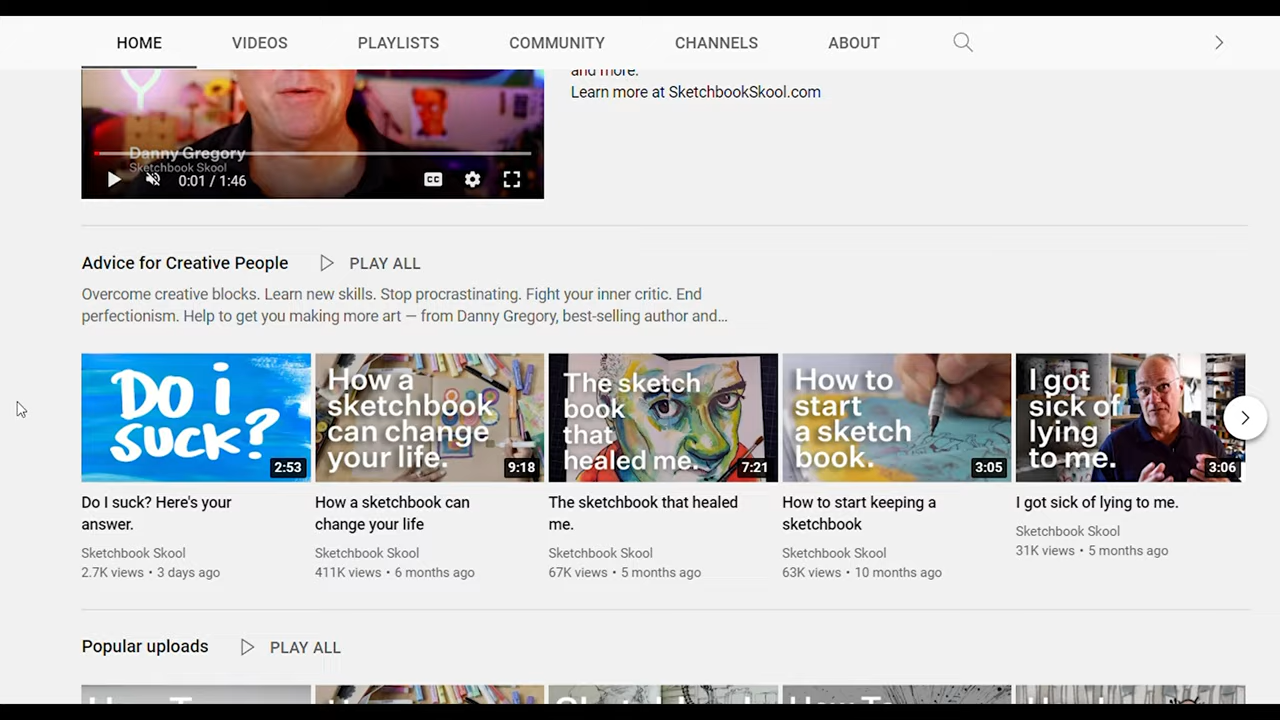 HOME VIDEOS PLAYLISTS COMMUNITY CHANNELS ABOUT
and more.
Learn more at SketchbookSkool.com
Danny Gregory
Sketchbook Skool
0:01 / 1:46
CC
Advice for Creative People PLAY ALL
Overcome creative blocks. Learn new skills. Stop procrastinating. Fight your inner critic. End
perfectionism. Help to get you making more art — from Danny Gregory, best-selling author and...
DO i
SUCK?
2:53
How a
sketchbook
can change
your life.
9:18
The sketch
book
that
healed me.
7:21
How to
start
a sketch
book.
3:05
I got
sick of
lying
to me.
3:06
Do I suck? Here's your
answer.
Sketchbook Skool
2.7K views • 3 days ago
How a sketchbook can
change your life
Sketchbook Skool
411K views • 6 months ago
The sketchbook that healed
me.
Sketchbook Skool
67K views • 5 months ago
How to start keeping a
sketchbook
Sketchbook Skool
63K views • 10 months ago
I got sick of lying to me.
Sketchbook Skool
31K views • 5 months ago
Popular uploads PLAY ALL